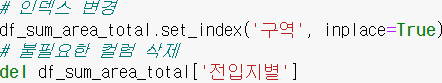 # 인덱스 변경
df_sum_area_total.set_index('구역', inplace=True)
# 불필요한 컬럼 삭제
del df_sum_area_total['전입지별']